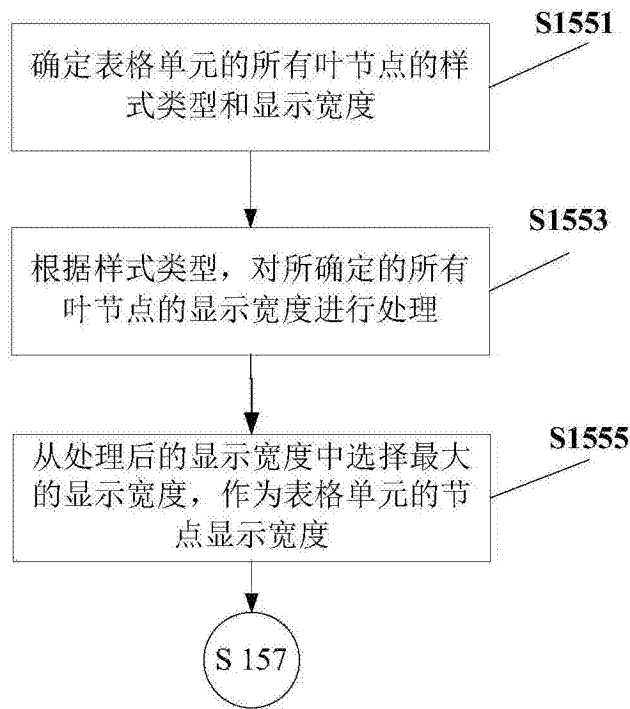 S1551
确定表格单元的所有叶节点的样
式类型和显示宽度
S1553
根据样式类型，对所确定的所有
叶节点的显示宽度进行处理
S1555
从处理后的显示宽度中选择最大
的显示宽度，作为表格单元的节
点显示宽度
S 157